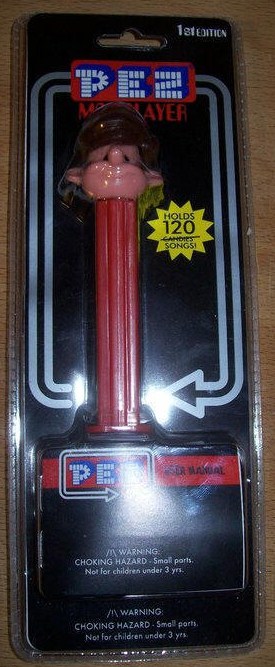 1st EDITION
PEZ
MP3 PLAYER
HOLDS
120
CANDIES
SONGS!
PEZ
USER MANUAL
/!\ WARNING:
CHOKING HAZARD - Small parts.
Not for children under 3 yrs.
/!\ WARNING:
CHOKING HAZARD - Small parts.
Not for children under 3 yrs.